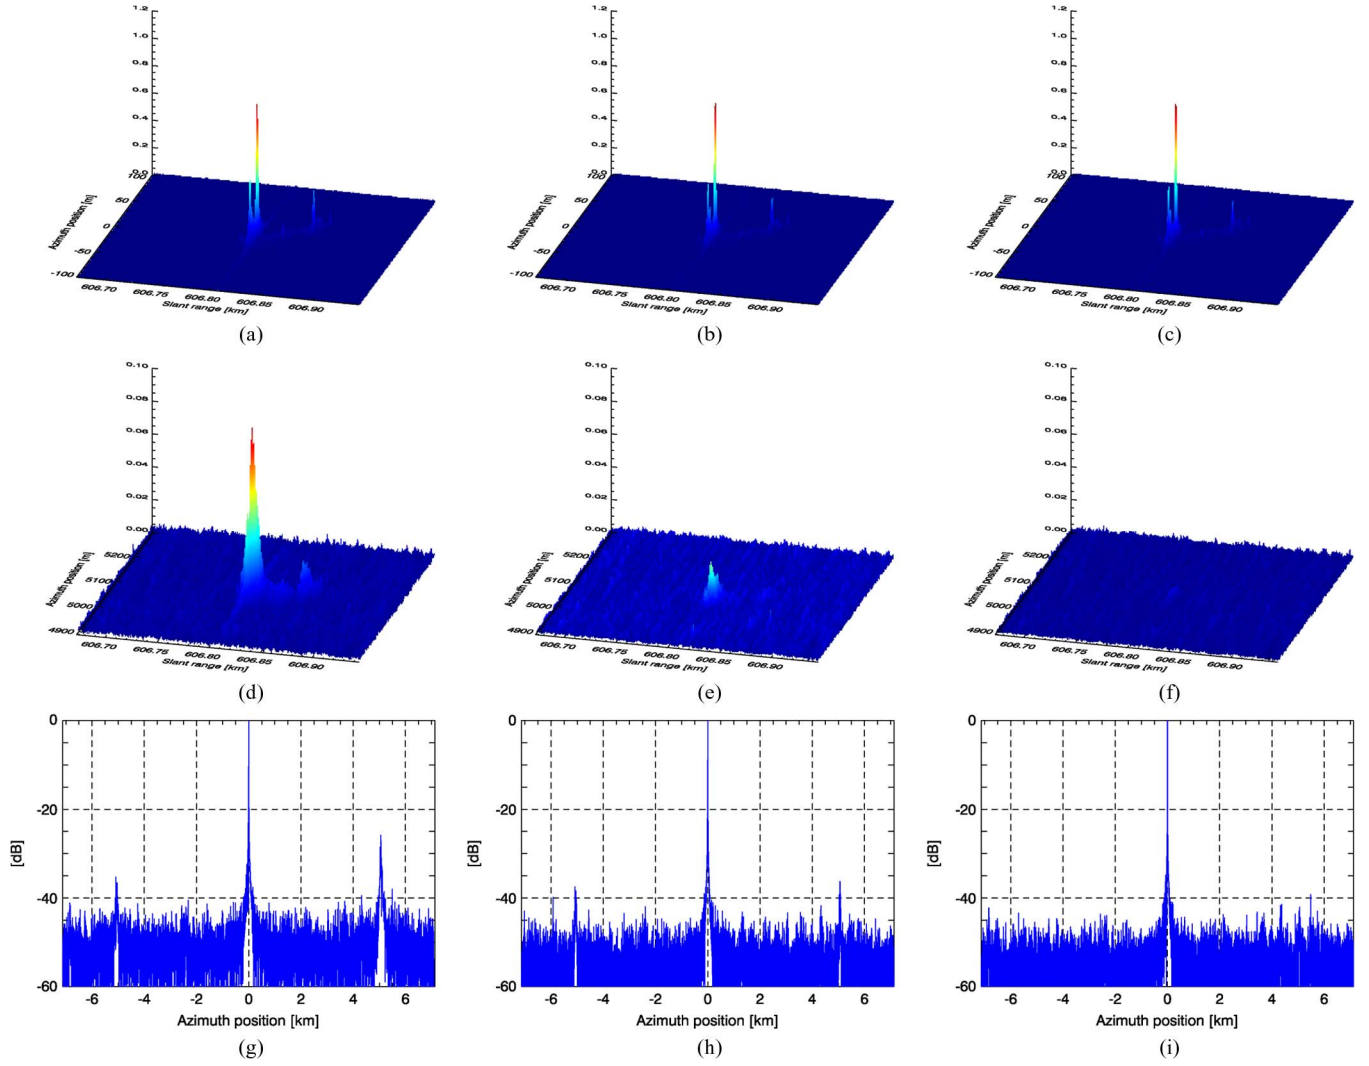 1.2 1.2 1.2
1.0 1.0 1.0
0.8 0.8 0.8
0.6 0.6 0.6
0.4 0.4 0.4
0.2 0.2 0.2
0.0 0.0 0.0
100 100 100
50 50 50
0 0 0
-50 -50 -50
-100 -100 -100
Azimuth position [m] Azimuth position [m] Azimuth position [m]
606.70 606.75 606.80 606.85 606.90 606.70 606.75 606.80 606.85 606.90 606.70 606.75 606.80 606.85 606.90
Slant range [km] Slant range [km] Slant range [km]
(a) (b) (c)
0.10 0.10 0.10
0.08 0.08 0.08
0.06 0.06 0.06
0.04 0.04 0.04
0.02 0.02 0.02
0.00 0.00 0.00
5200 5200 5200
5100 5100 5100
5000 5000 5000
4900 4900 4900
Azimuth position [m] Azimuth position [m] Azimuth position [m]
606.70 606.75 606.80 606.85 606.90 606.70 606.75 606.80 606.85 606.90 606.70 606.75 606.80 606.85 606.90
Slant range [km] Slant range [km] Slant range [km]
(d) (e) (f)
0 0 0
-20 -20 -20
[dB] [dB] [dB]
-40 -40 -40
-60 -60 -60
-6 -4 -2 0 2 4 6 -6 -4 -2 0 2 4 6 -6 -4 -2 0 2 4 6
Azimuth position [km] Azimuth position [km] Azimuth position [km]
(g) (h) (i)